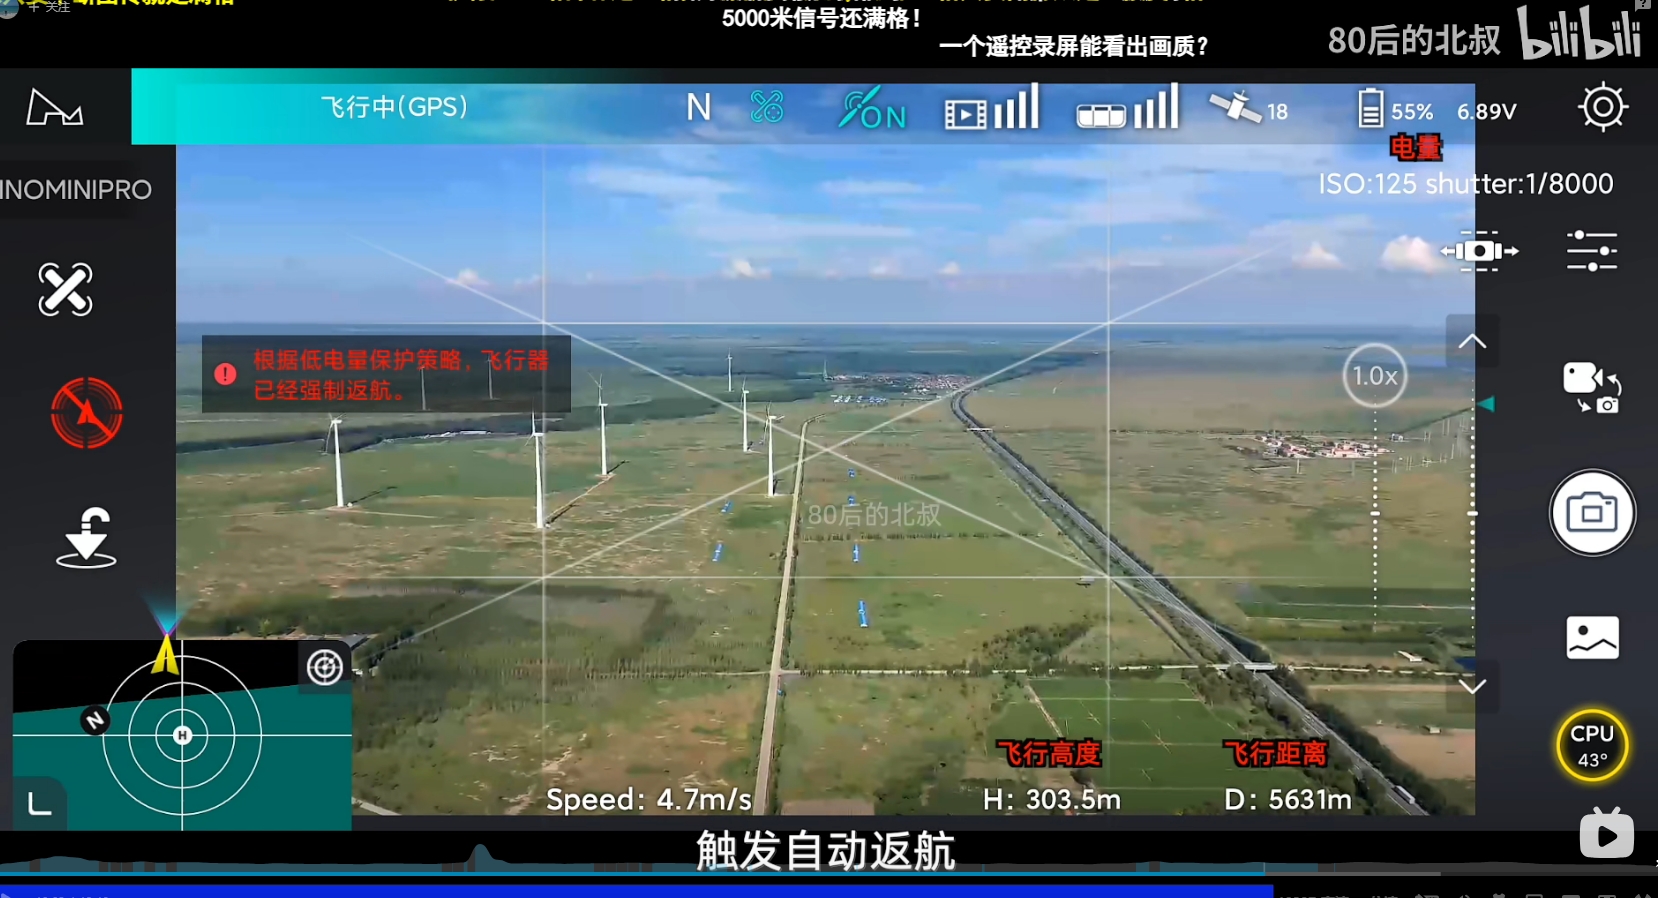 关注
5000米信号还满格！
一个遥控录屏能看出画质？
80后的北叔 bilibili
飞行中(GPS)
N
ON
18
55%
6.89V
电量
INOMINIPRO
ISO:125 shutter:1/8000
根据低电量保护策略，飞行器
已经强制返航。
1.0x
80后的北叔
N
H
L
飞行高度
飞行距离
CPU
43°
Speed: 4.7m/s
H: 303.5m
D: 5631m
触发自动返航